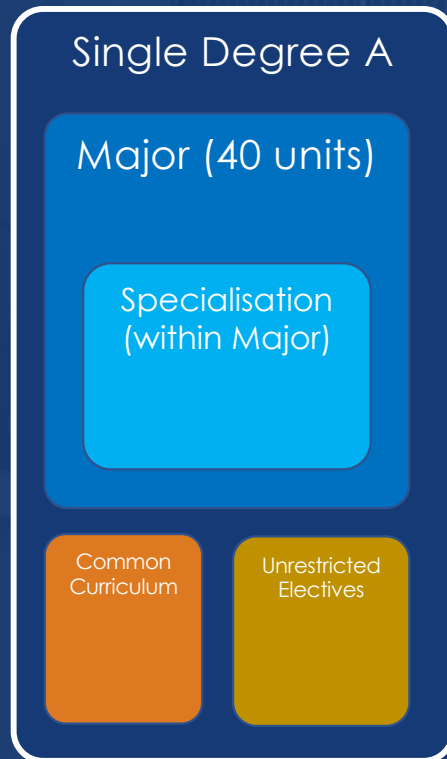 Single Degree A
Major (40 units)
Specialisation
(within Major)
Common
Curriculum
Unrestricted
Electives